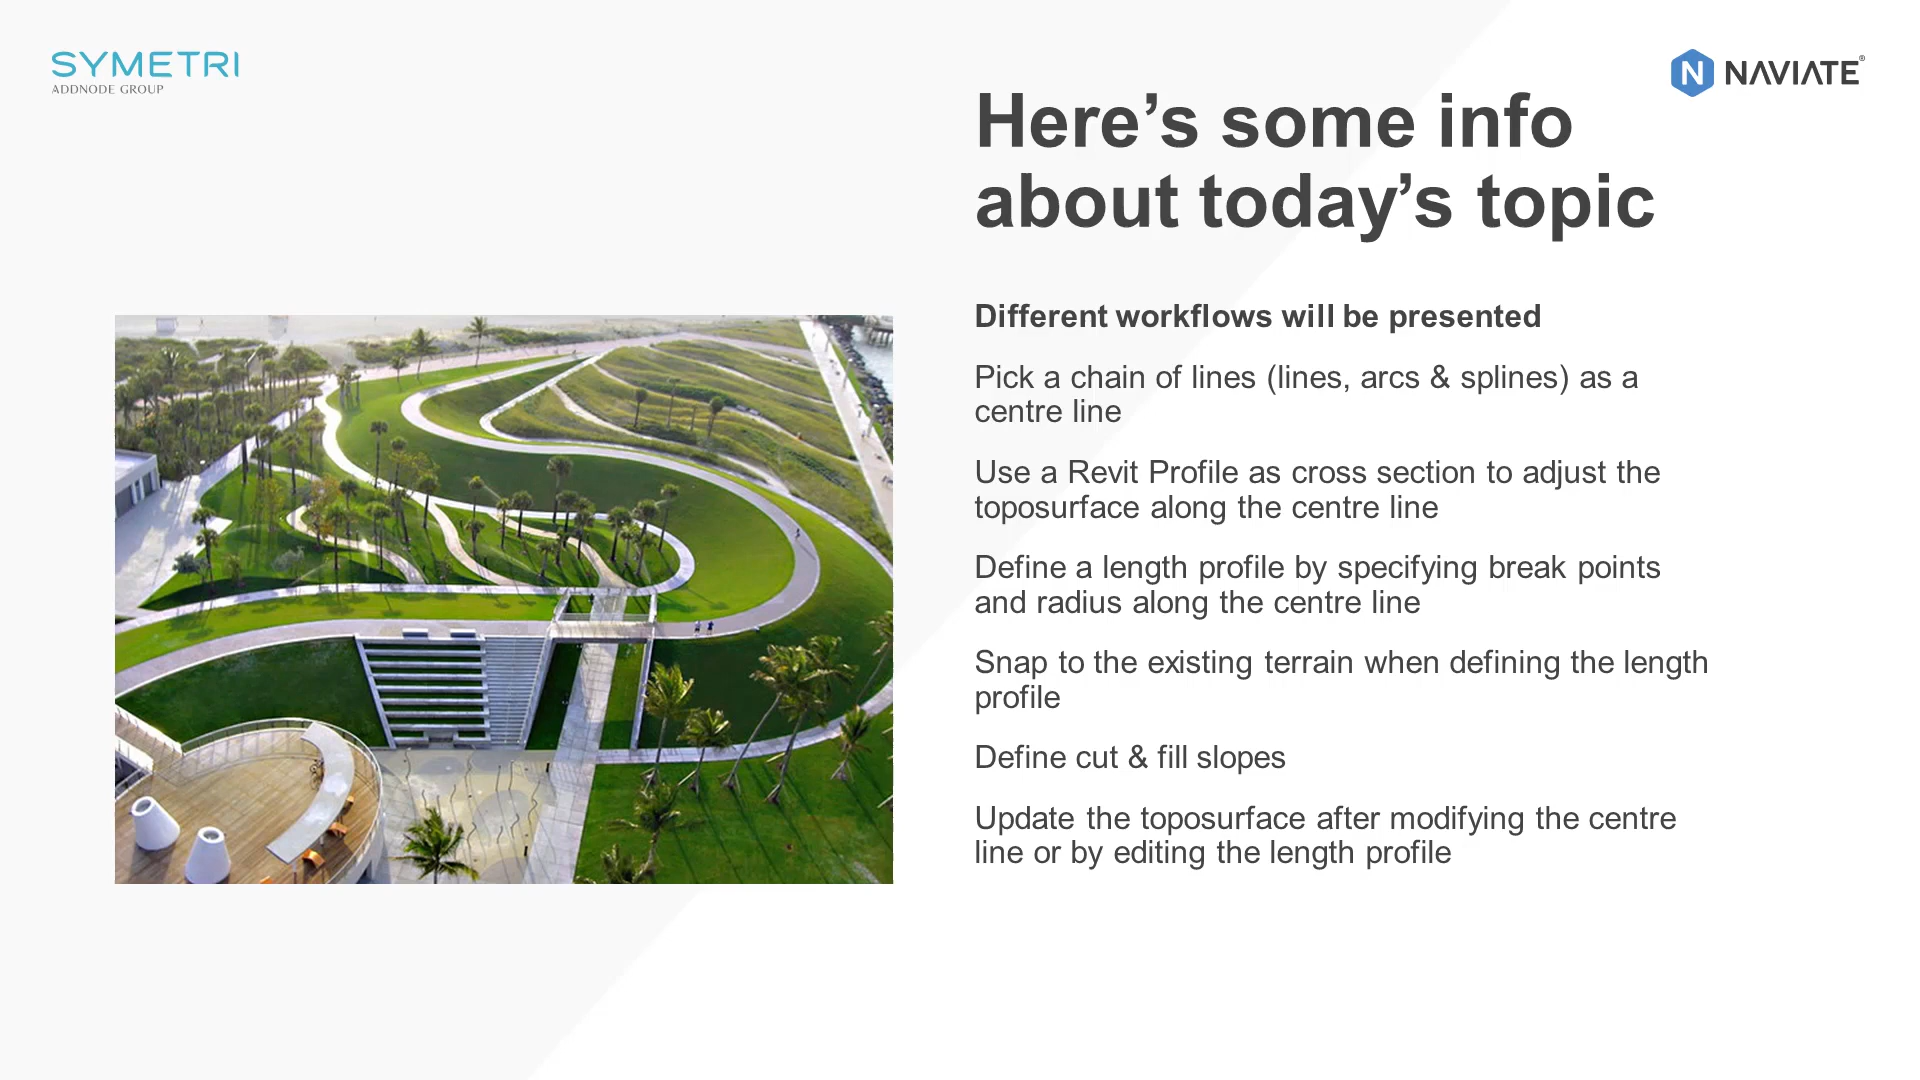 SYMETRI
ADDNODE GROUP
N NAVIATE®
Here’s some info
about today’s topic
Different workflows will be presented
Pick a chain of lines (lines, arcs & splines) as a
centre line
Use a Revit Profile as cross section to adjust the
toposurface along the centre line
Define a length profile by specifying break points
and radius along the centre line
Snap to the existing terrain when defining the length
profile
Define cut & fill slopes
Update the toposurface after modifying the centre
line or by editing the length profile